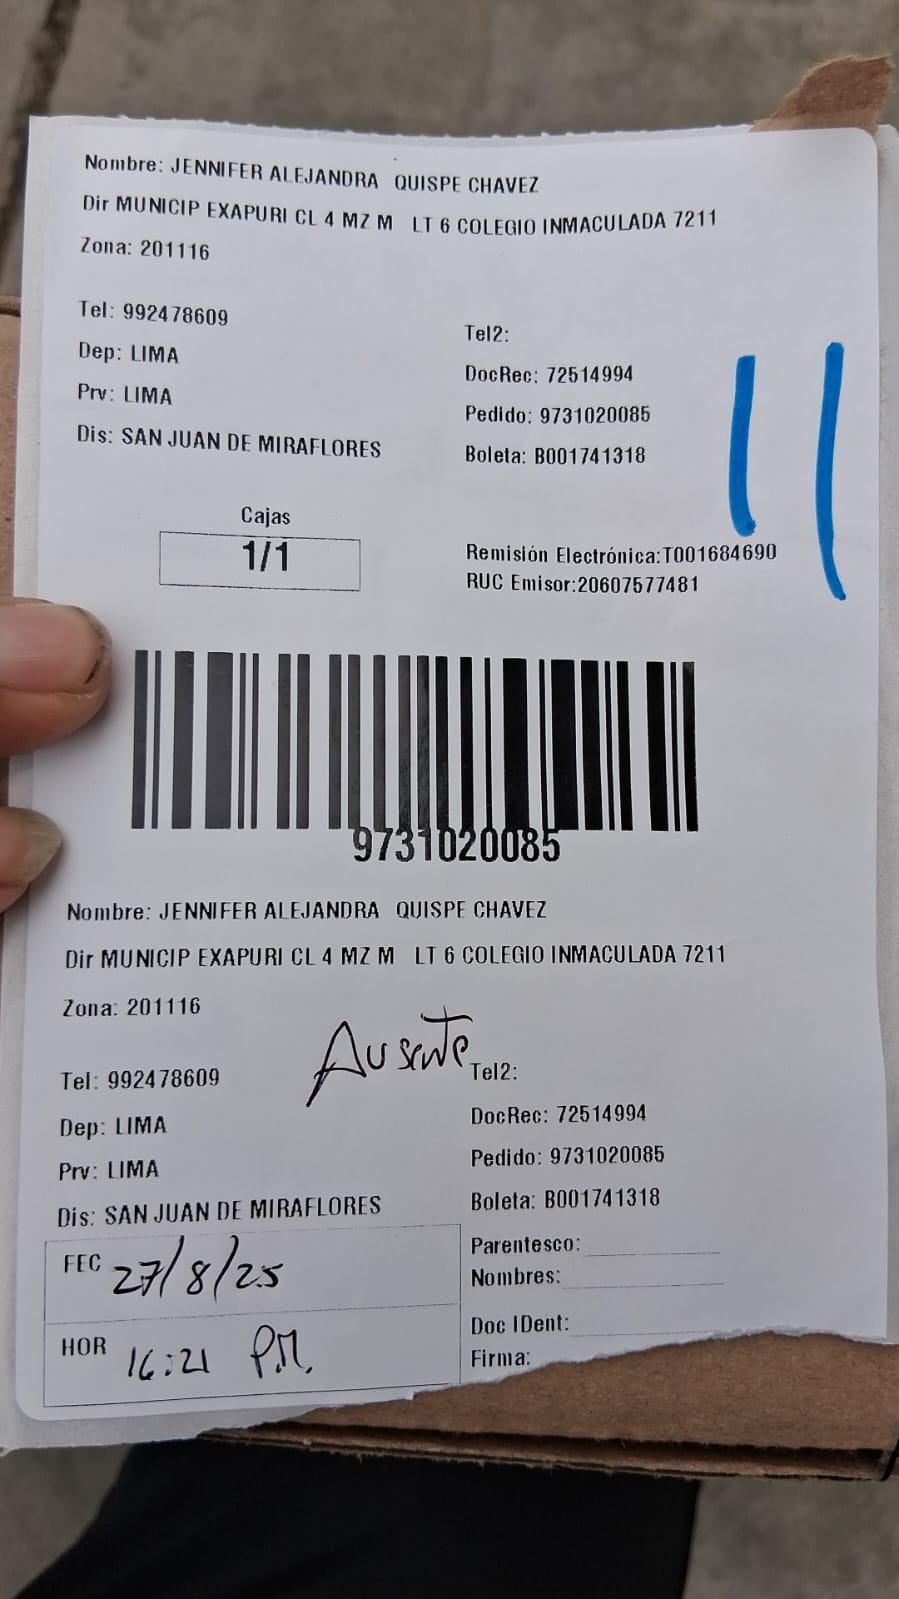 Nombre: JENNIFER ALEJANDRA QUISPE CHAVEZ
Dir MUNICIP EXAPURI CL 4 MZ M LT 6 COLEGIO INMACULADA 7211
Zona: 201116
Tel: 992478609
Dep: LIMA
Prv: LIMA
Dis: SAN JUAN DE MIRAFLORES
Tel2:
DocRec: 72514994
Pedido: 9731020085
Boleta: B001741318
Cajas
1/1
Remisión Electrónica:T001684690
RUC Emisor:20607577481
9731020085
Nombre: JENNIFER ALEJANDRA QUISPE CHAVEZ
Dir MUNICIP EXAPURI CL 4 MZ M LT 6 COLEGIO INMACULADA 7211
Zona: 201116
Ausente
Tel: 992478609
Dep: LIMA
Prv: LIMA
Dis: SAN JUAN DE MIRAFLORES
Tel2:
DocRec: 72514994
Pedido: 9731020085
Boleta: B001741318
FEC 27/8/25
HOR 16:21 P.M.
Parentesco:
Nombres:
Doc IDent:
Firma: